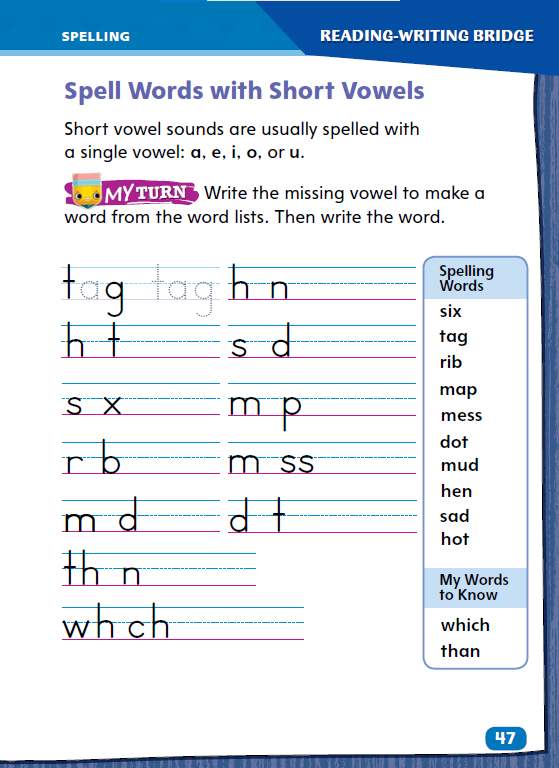 SPELLING
READING-WRITING BRIDGE
Spell Words with Short Vowels
Short vowel sounds are usually spelled with
a single vowel: a, e, i, o, or u.
MY TURN Write the missing vowel to make a
word from the word lists. Then write the word.
tag tag
h n
h t
s d
s x
m p
r b
m ss
m d
d t
th n
wh ch
Spelling
Words
six
tag
rib
map
mess
dot
mud
hen
sad
hot
My Words
to Know
which
than
47